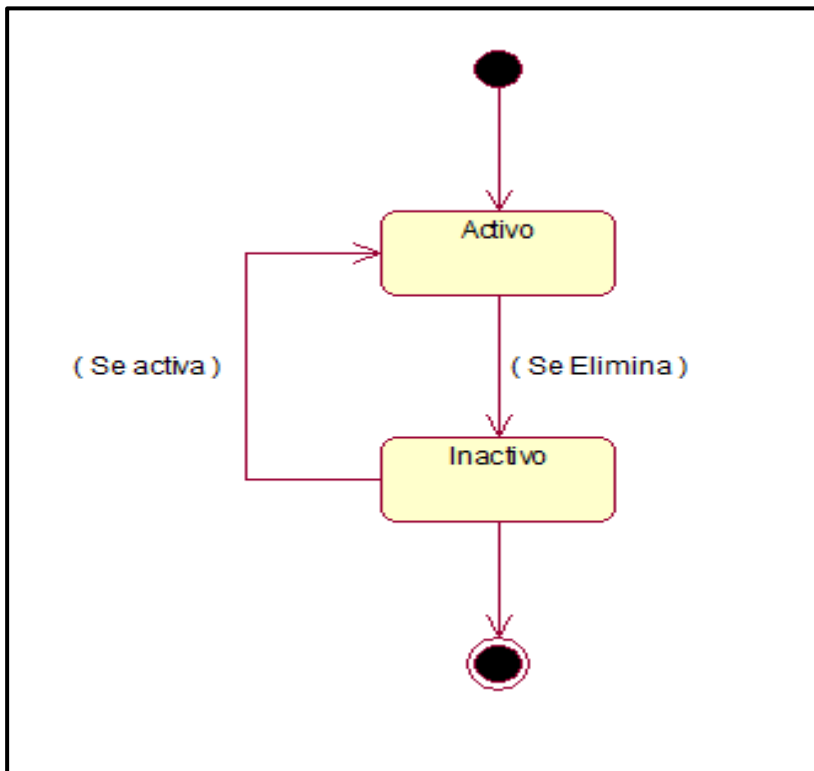 Activo
( Se activa )
( Se Elimina )
Inactivo